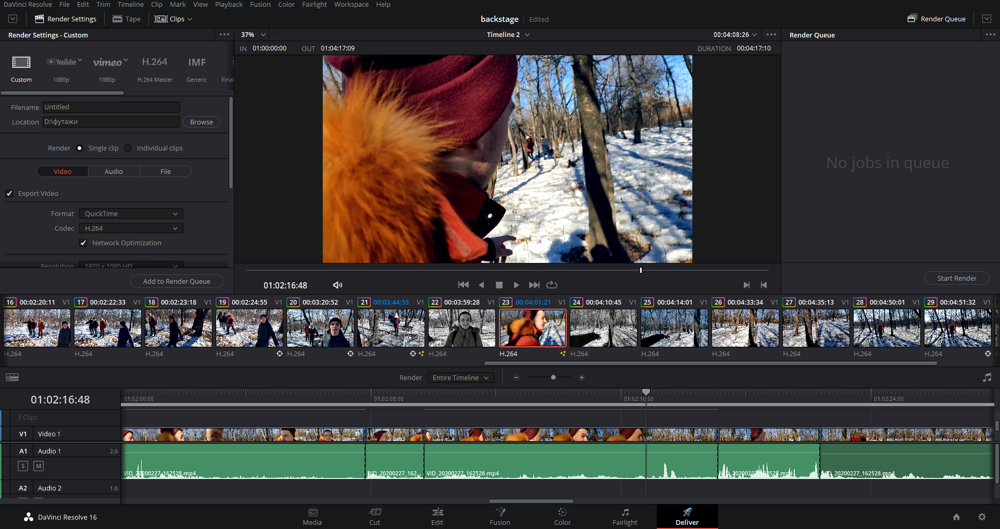 DaVinci Resolve File Edit Trim Timeline Clip Mark View Playback Fusion Color Fairlight Workspace Help
Render Settings Tape Clips backstage Edited Render Queue
Render Settings - Custom 37% Timeline 2 00:04:08:26 Render Queue
IN 01:00:00:00 OUT 01:04:17:09 DURATION 00:04:17:10
YouTube vimeo H.264 IMF
Custom 1080p 1080p H.264 Master Generic Final
Filename Untitled
Location D:\футажи Browse
Render Single clip Individual clips
Video Audio File
Export Video
Format QuickTime
Codec H.264
Network Optimization
Resolution 1920 x 1080 HD
Add to Render Queue
No jobs in queue
01:02:16:48
Start Render
16 00:02:20:11 V1 17 00:02:22:33 V1 18 00:02:23:18 V1 19 00:02:24:55 V1 20 00:03:20:52 V1 21 00:03:44:55 V1 22 00:03:59:28 V1 23 00:04:01:21 V1 24 00:04:10:45 V1 25 00:04:14:01 V1 26 00:04:33:34 V1 27 00:04:35:13 V1 28 00:04:50:01 V1 29 00:04:51:32 V1
H.264 H.264 H.264 H.264 H.264 H.264 H.264 H.264 H.264 H.264 H.264 H.264 H.264 H.264
Render Entire Timeline
01:02:16:48 01:02:00:00 01:02:08:00 01:02:16:00 01:02:24:00
3 Clips
V1 Video 1
A1 Audio 1 2.0
S M
VID_20200227_162528.mp4 VID_20200227_162... VID_20200227_162528.mp4 VID_20200227_162528.mp4 VID_20200227_162528.mp4
A2 Audio 2 1.0
DaVinci Resolve 16 Media Cut Edit Fusion Color Fairlight Deliver